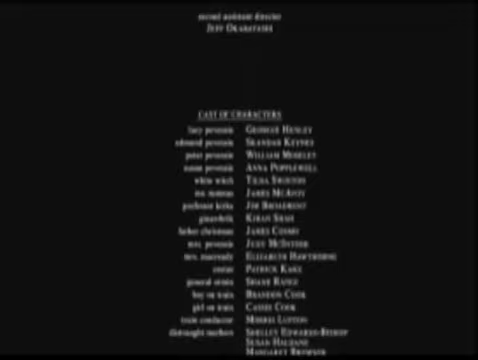 second assistant director
JEFF OKABAYASHI
CAST OF CHARACTERS
lucy pevensie GEORGIE HENLEY
edmund pevensie SKANDAR KEYNES
peter pevensie WILLIAM MOSELEY
susan pevensie ANNA POPPLEWELL
white witch TILDA SWINTON
mr. tumnus JAMES MCAVOY
professor kirke JIM BROADBENT
ginarrbrik KIRAN SHAH
father christmas JAMES COSMO
mrs. pevensie JUDY MCINTOSH
mrs. macready ELIZABETH HAWTHORNE
oreius PATRICK KAKE
general otmin SHANE RANGI
boy on train BRANDON COOK
girl on train CASSIE COOK
train conductor MORRIS LUPTON
distraught mothers SHELLEY EDWARDS-BISHOP
SUSAN HALDANE
MARGARET BREMNER